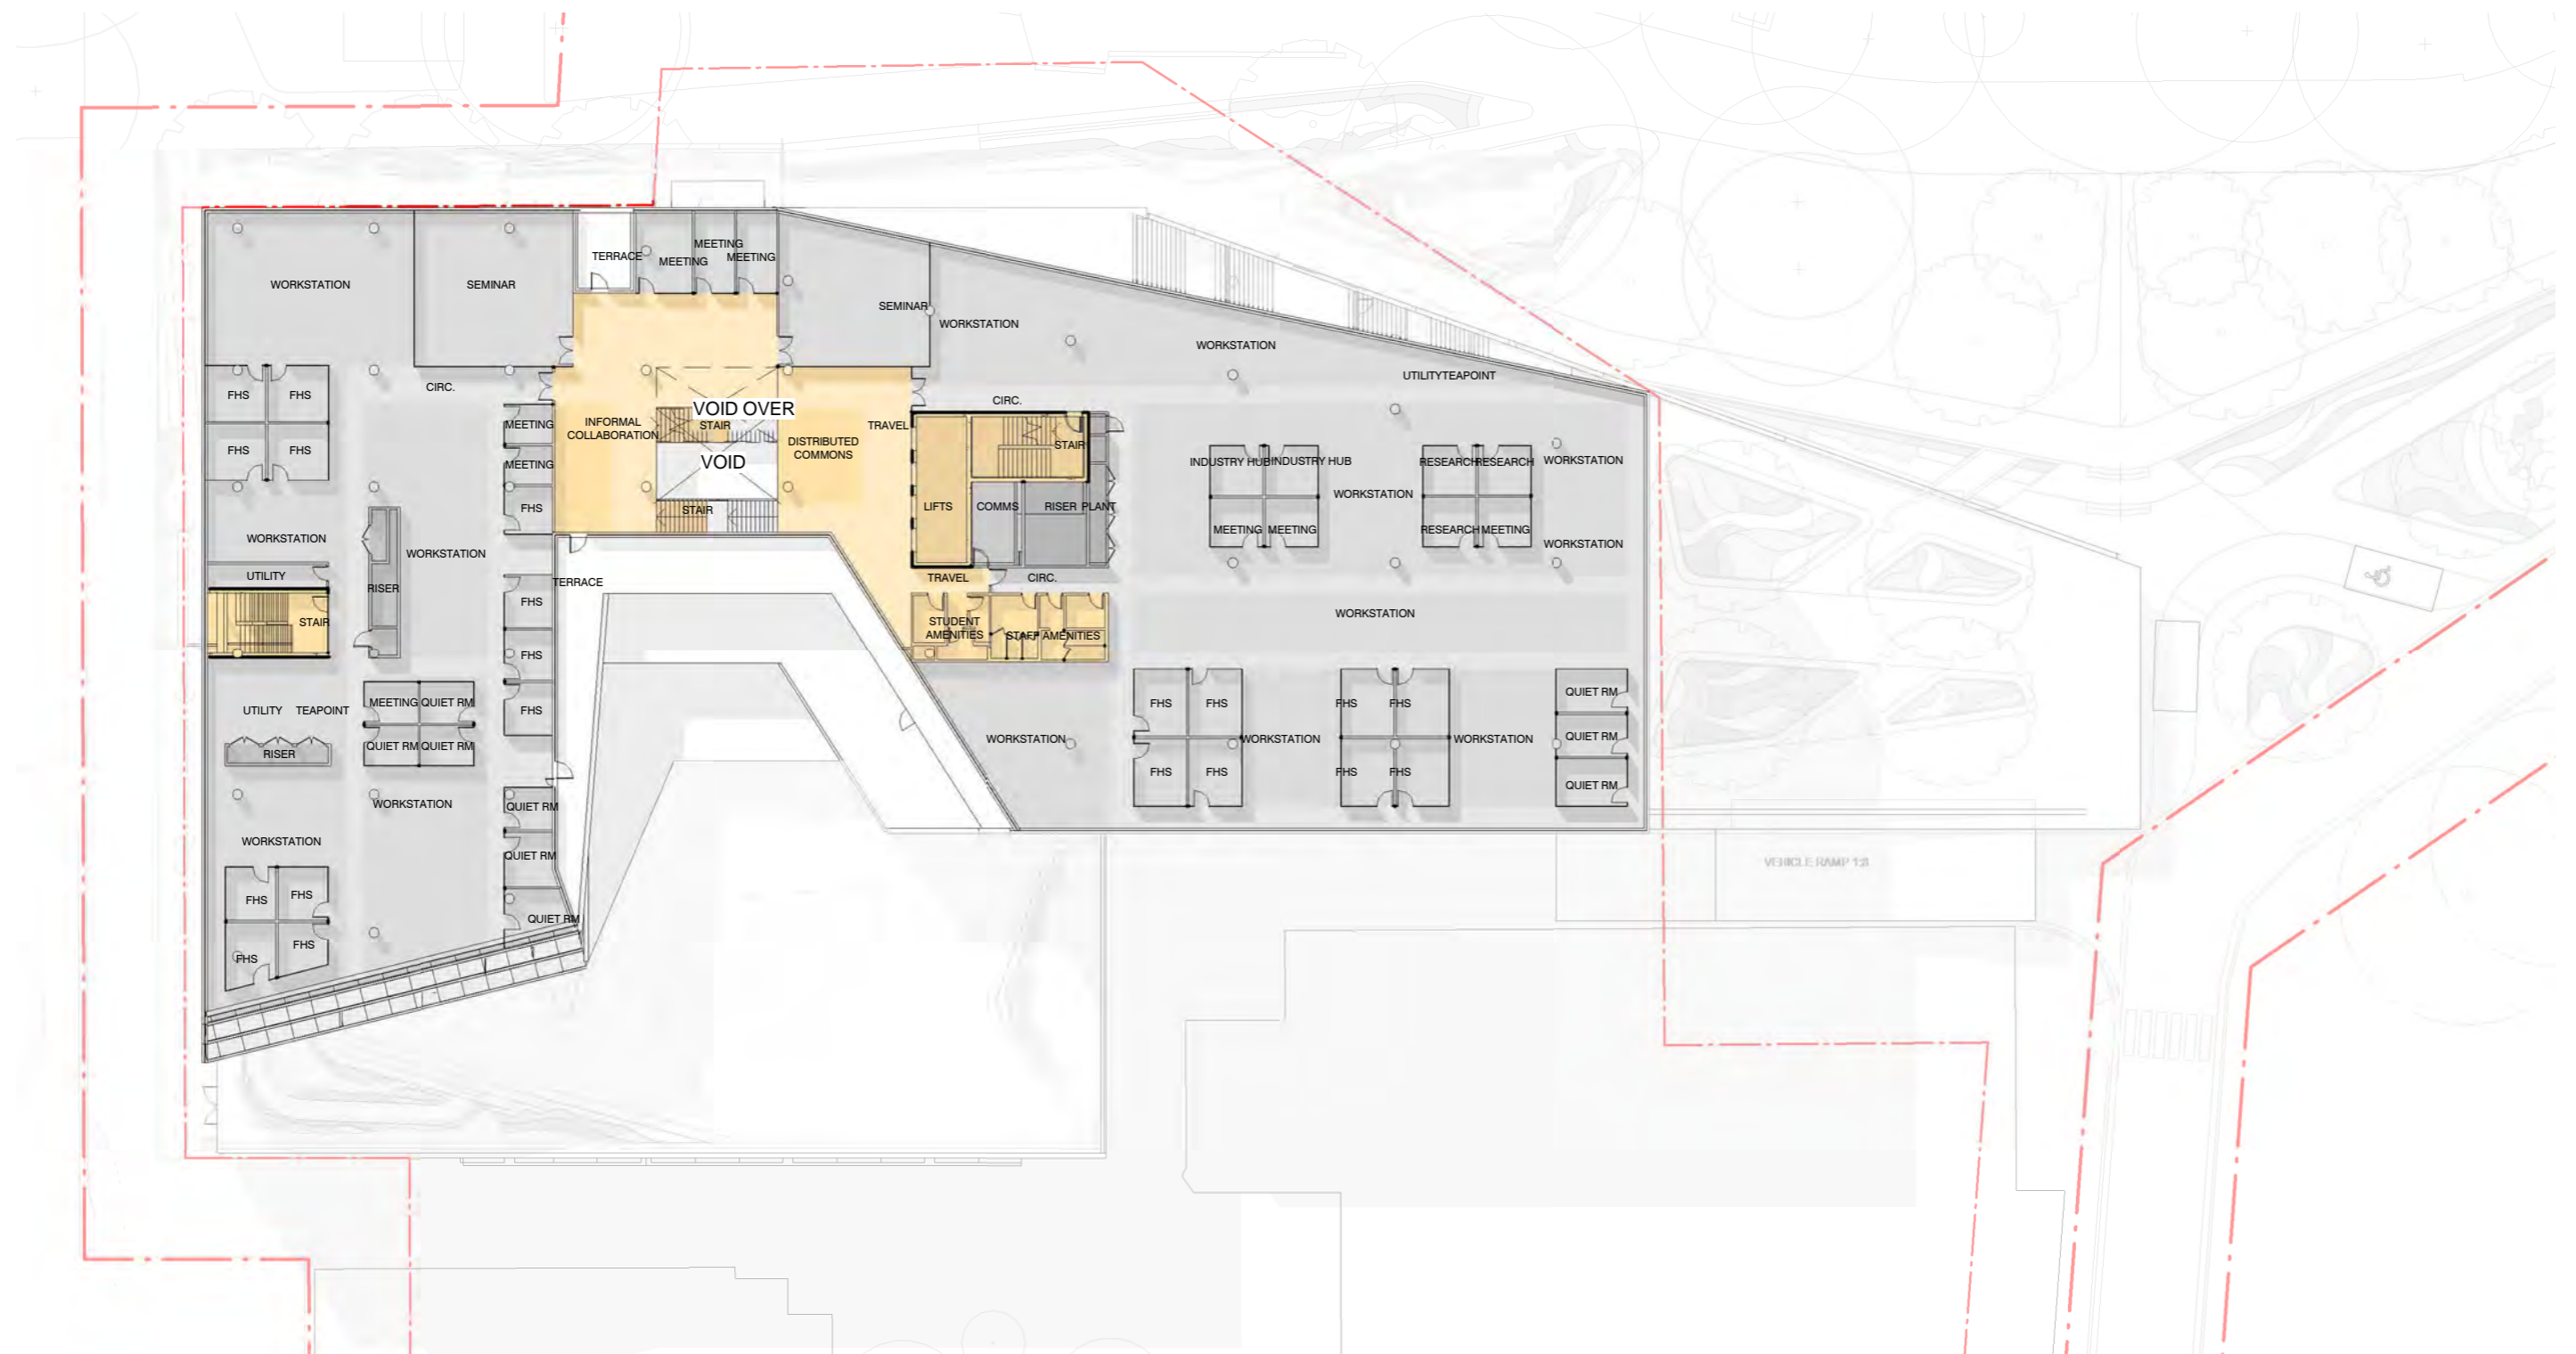 MEETING
TERRACE
MEETING
MEETING
WORKSTATION
SEMINAR
SEMINAR
WORKSTATION
WORKSTATION
UTILITYTEAPOINT
CIRC.
FHS
FHS
CIRC.
VOID OVER
INFORMAL
COLLABORATION
MEETING
STAIR
TRAVEL
DISTRIBUTED
COMMONS
STAIR
FHS
FHS
MEETING
VOID
INDUSTRY HUB
INDUSTRY HUB
RESEARCH
RESEARCH
WORKSTATION
WORKSTATION
FHS
STAIR
LIFTS
COMMS
RISER
PLANT
MEETING
MEETING
RESEARCH
MEETING
WORKSTATION
WORKSTATION
WORKSTATION
UTILITY
RISER
TERRACE
TRAVEL
CIRC.
FHS
WORKSTATION
STAIR
STUDENT
AMENITIES
STAFF AMENITIES
FHS
MEETING
QUIET RM
UTILITY
TEAPOINT
FHS
FHS
FHS
FHS
FHS
QUIET RM
QUIET RM
QUIET RM
RISER
WORKSTATION
WORKSTATION
WORKSTATION
QUIET RM
FHS
FHS
FHS
FHS
QUIET RM
WORKSTATION
QUIET RM
WORKSTATION
QUIET RM
VEHICLE RAMP 1:8
FHS
FHS
QUIET RM
FHS
FHS